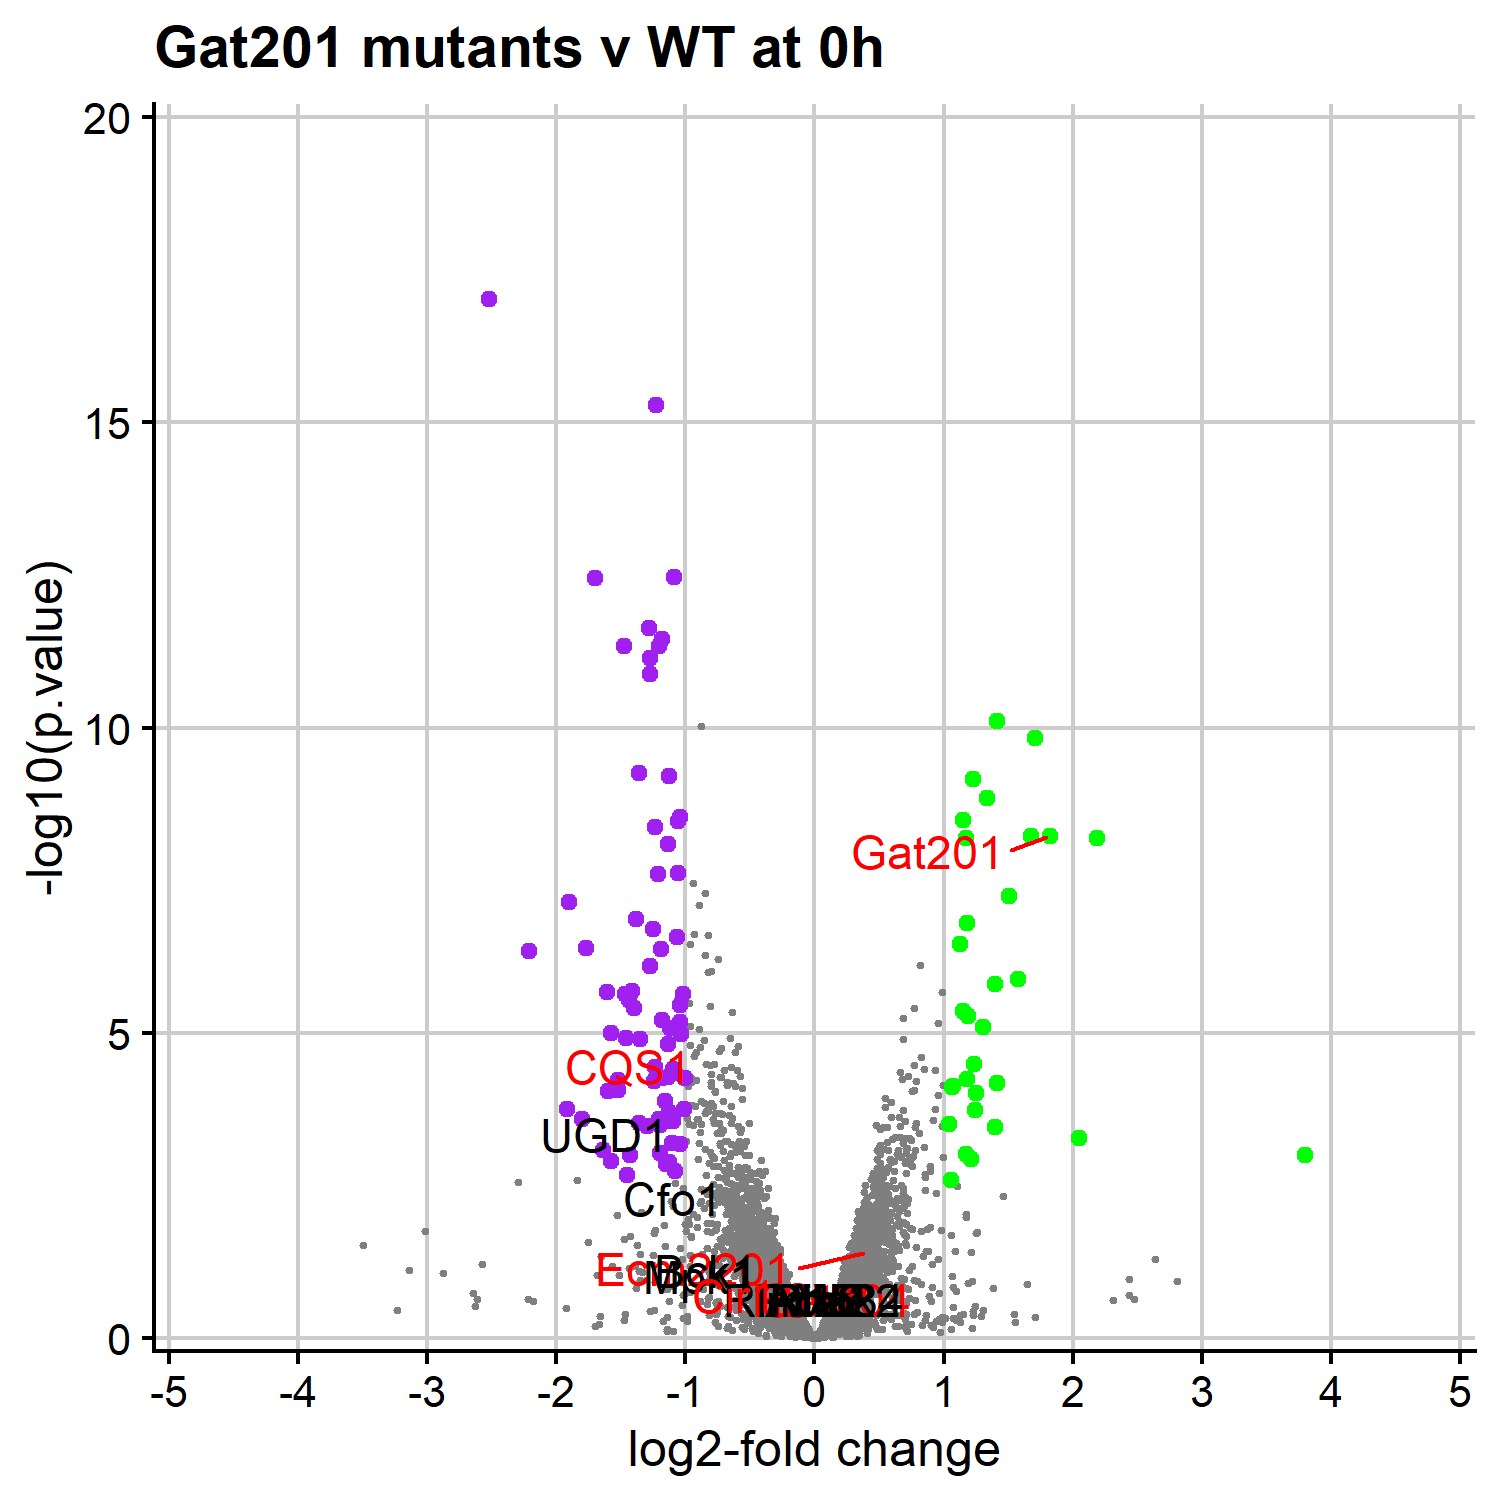 Gat201 mutants v WT at 0h
20
15
10
5
0
-log10(p.value)
Gat201
CQS1
UGD1
Cfo1
Bck1
-5 -4 -3 -2 -1 0 1 2 3 4 5
log2-fold change